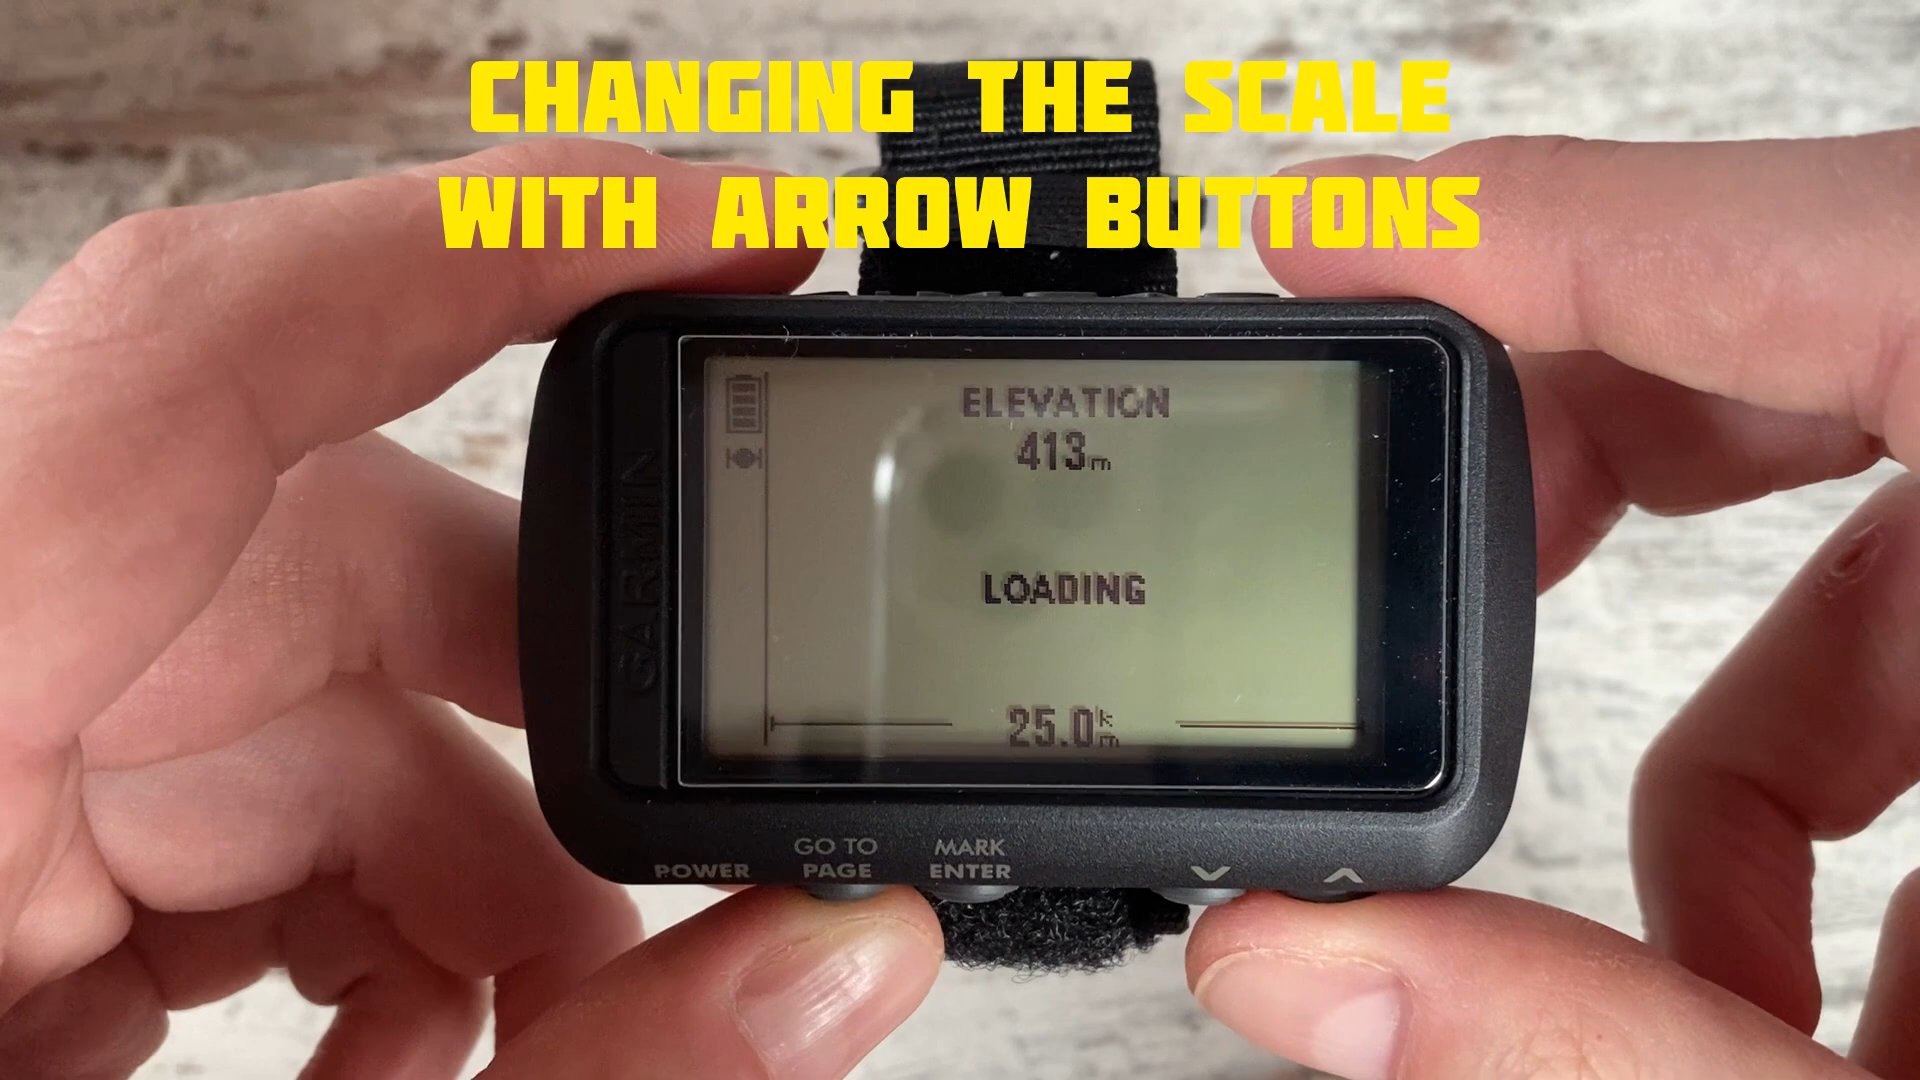 CHANGING THE SCALE
WITH ARROW BUTTONS
ELEVATION
413m
LOADING
25.0km
GARMIN
POWER
GO TO
PAGE
MARK
ENTER